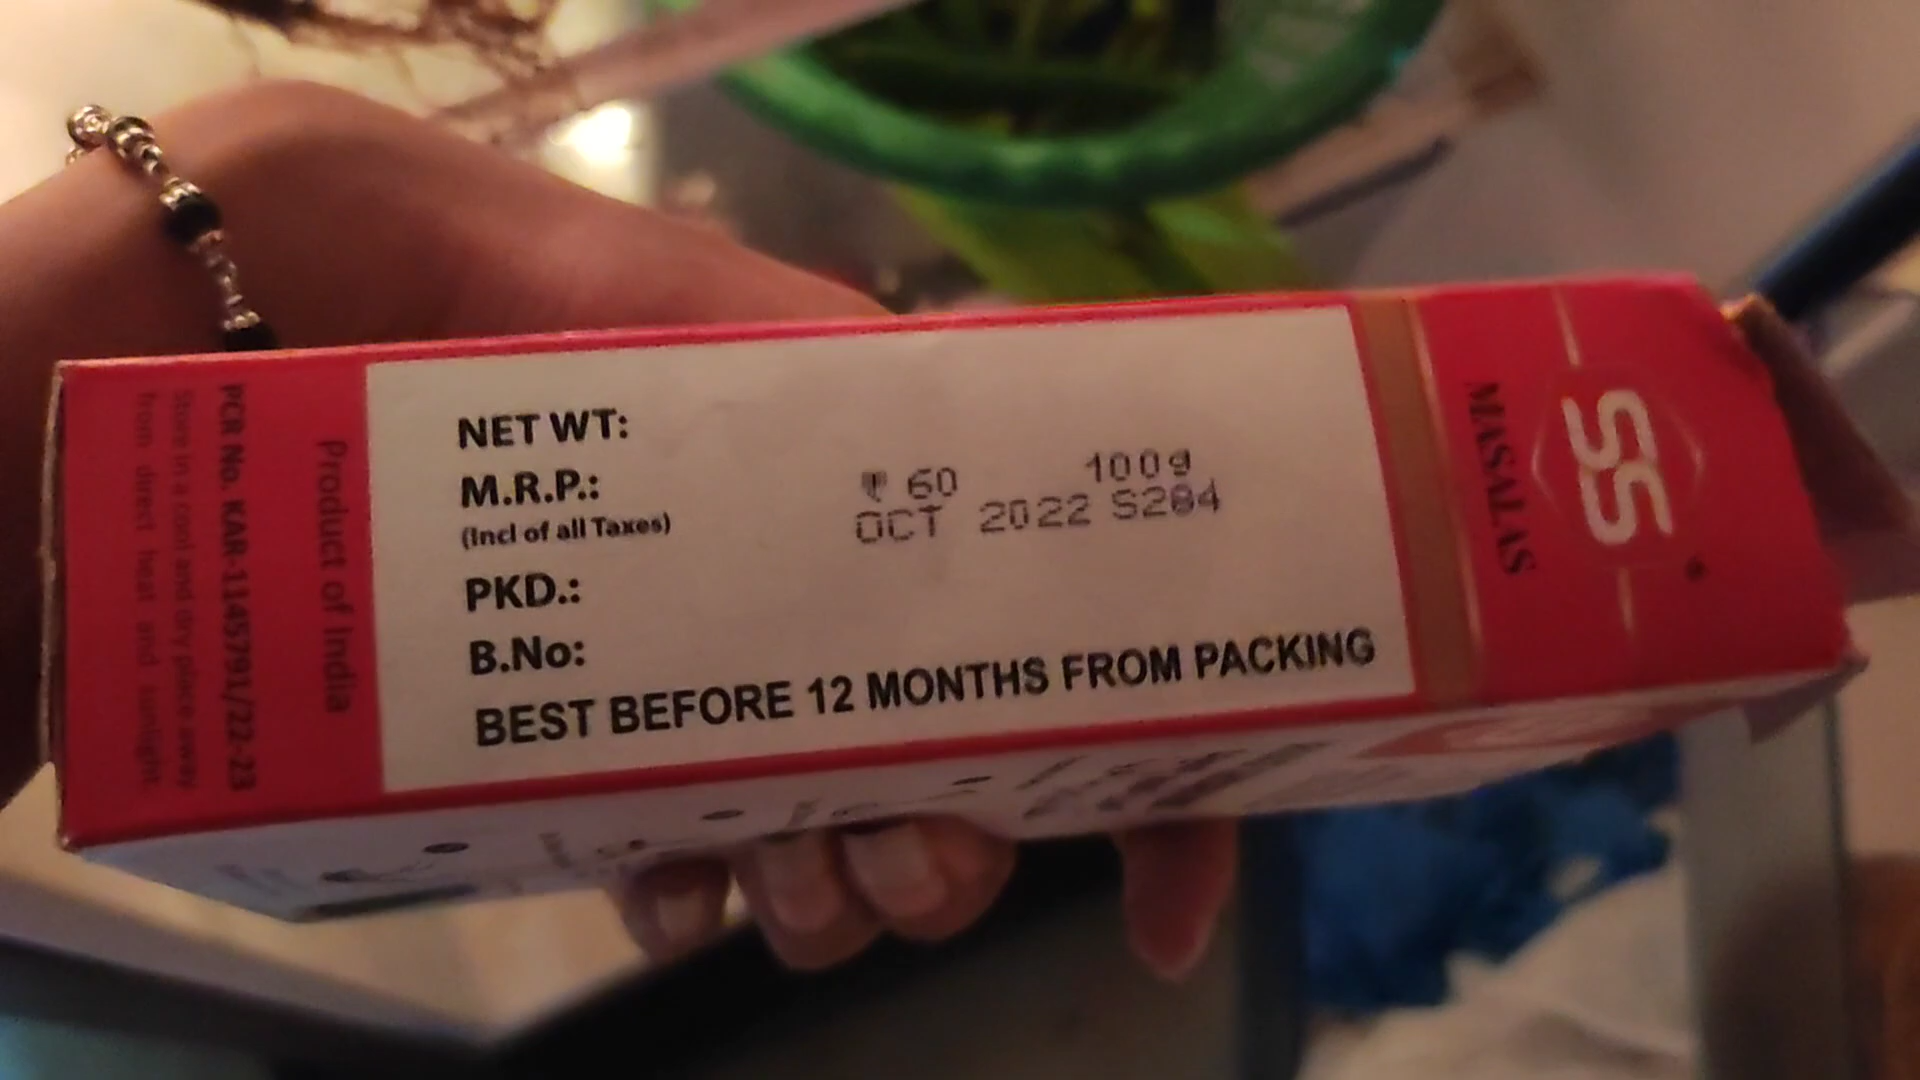 NET WT:
M.R.P.:
(Incl of all Taxes)
PKD.:
B.No:
₹ 60 100g
OCT 2022 S284
BEST BEFORE 12 MONTHS FROM PACKING
SS
MASALAS
Product of India
PCR No. KAR-1145791/22-23
Store in a cool and dry place away
from direct heat and sunlight.